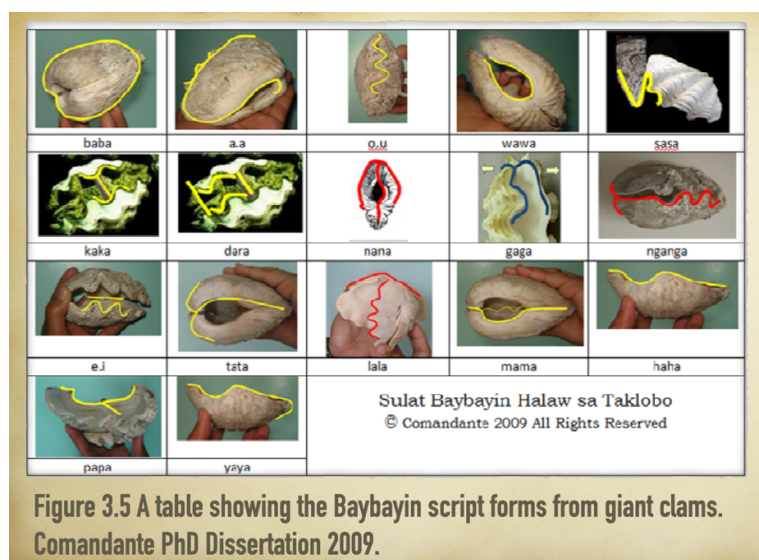 baba a.a o.u wawa sasa
kaka dara nana gaga nganga
e.i tata lala mama haha
papa yaya
Sulat Baybayin Halaw sa Taklobo
© Comandante 2009 All Rights Reserved
Figure 3.5 A table showing the Baybayin script forms from giant clams.
Comandante PhD Dissertation 2009.